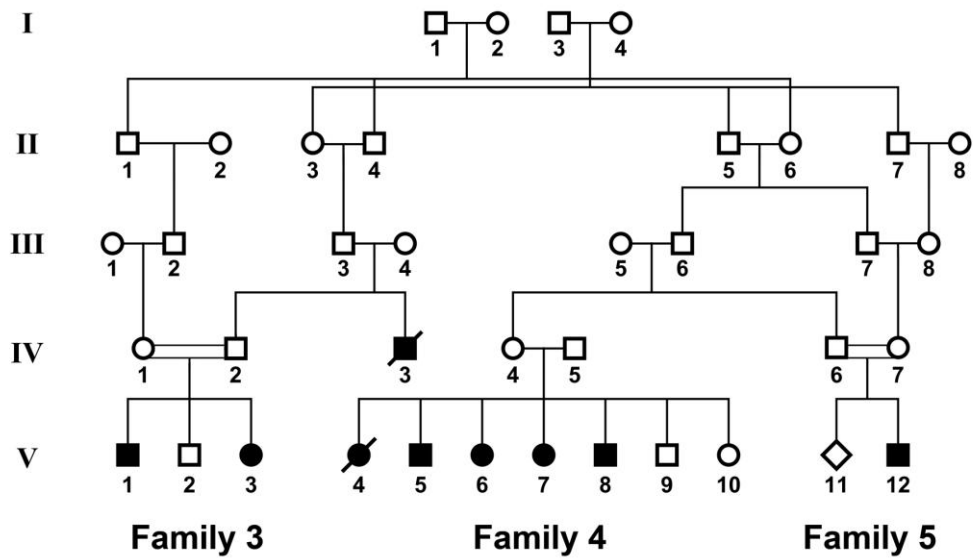 I
1 2 3 4
II
1 2 3 4 5 6 7 8
III
1 2 3 4 5 6 7 8
IV
1 2 3 4 5 6 7
V
1 2 3 4 5 6 7 8 9 10 11 12
Family 3 Family 4 Family 5